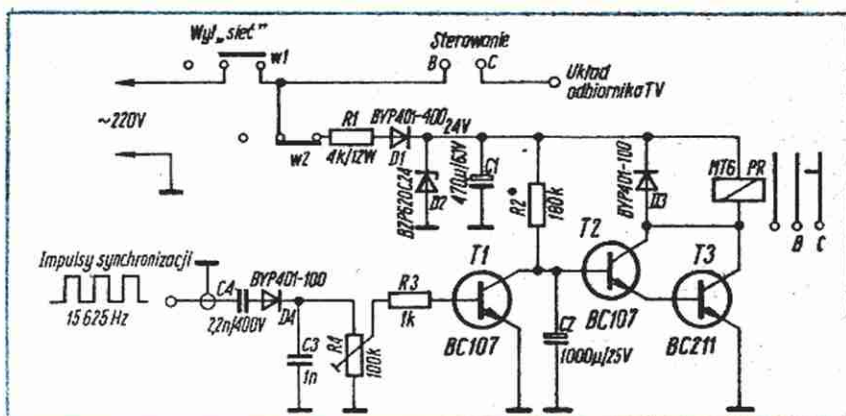 Wył „sieć”
w1
Sterowanie
B
C
Układ
odbiornika TV
~220V
w2
R1
4k/12W
BYP401-400
D1
24V
BZP620C24
D2
470µ/63V
C1
R2*
180k
BYP401-100
D3
MT6 PR
B C
Impulsy synchronizacji
15 625 Hz
C4
2,2n/400V
BYP401-100
D4
C3
1n
R4
100k
R3
1k
T1
BC107
C2
1000µ/25V
T2
BC107
T3
BC211